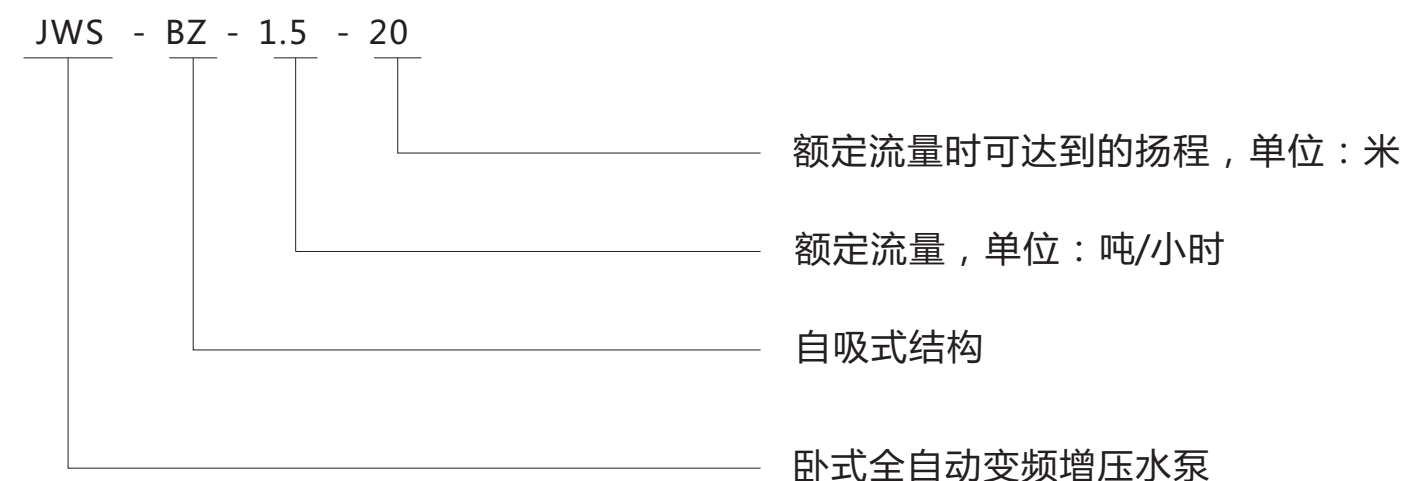 JWS - BZ - 1.5 - 20
额定流量时可达到的扬程，单位：米
额定流量，单位：吨/小时
自吸式结构
卧式全自动变频增压水泵